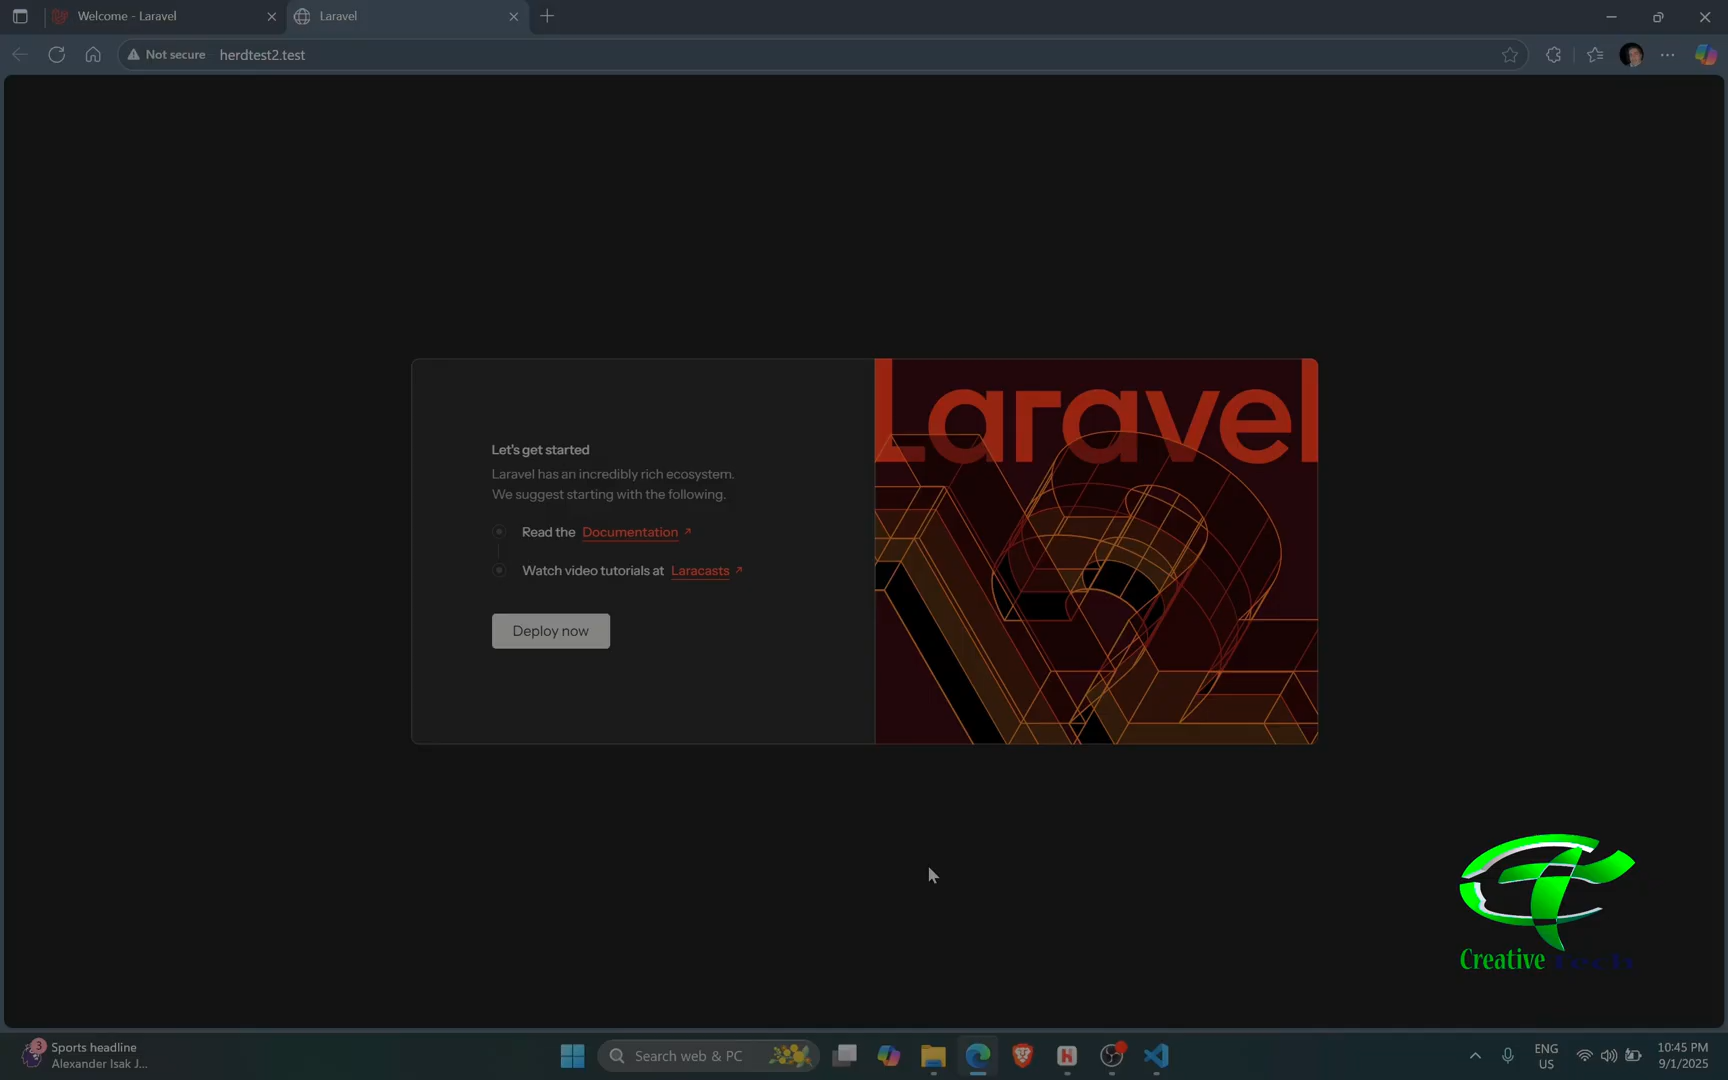 Welcome - Laravel
Laravel
Not secure
herdtest2.test
Laravel
Let's get started
Laravel has an incredibly rich ecosystem.
We suggest starting with the following.
Read the Documentation
Watch video tutorials at Laracasts
Deploy now
Creative
3
Sports headline
Alexander Isak J...
Search web & PC
ENG
US
10:45 PM
9/1/2025